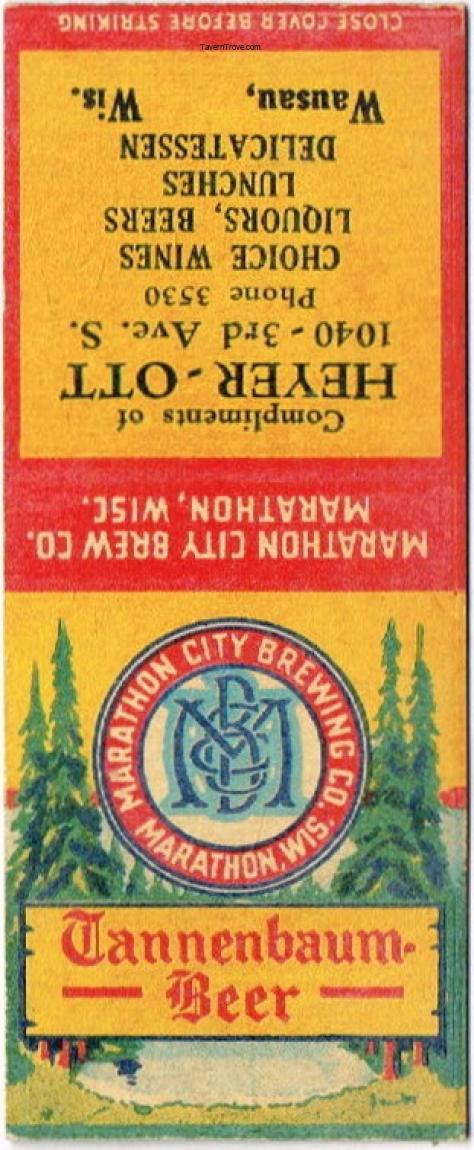 CLOSE COVER BEFORE STRIKING
TavernTrove.com
Compliments of
HEYER-OTT
1040 - 3rd Ave. S.
Phone 3530
CHOICE WINES
LIQUORS, BEERS
LUNCHES
DELICATESSEN
Wausau, Wis.
MARATHON CITY BREW CO.
MARATHON, WISC.
MARATHON CITY BREWING CO.
MARATHON, WIS.
MCBCo
Tannenbaum-
Beer